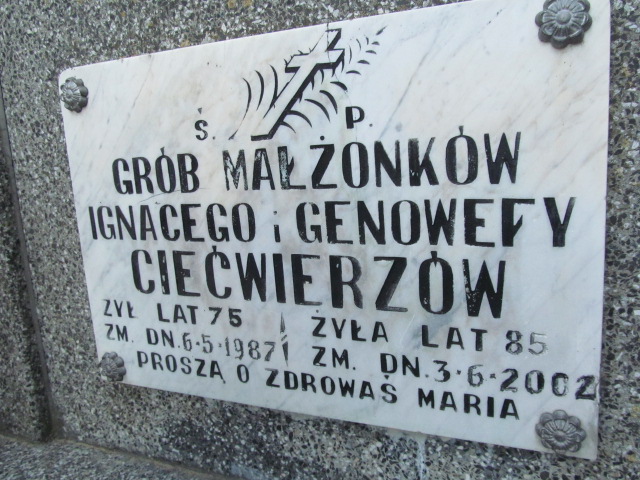 Ś. P.
GRÓB MAŁŻONKÓW
IGNACEGO i GENOWEFY
CIEĆWIERZÓW
ŻYŁ LAT 75
ZM. DN. 6-5-1987
ŻYŁA LAT 85
ZM. DN. 3-6-2002
PROSZĄ O ZDROWAŚ MARIA